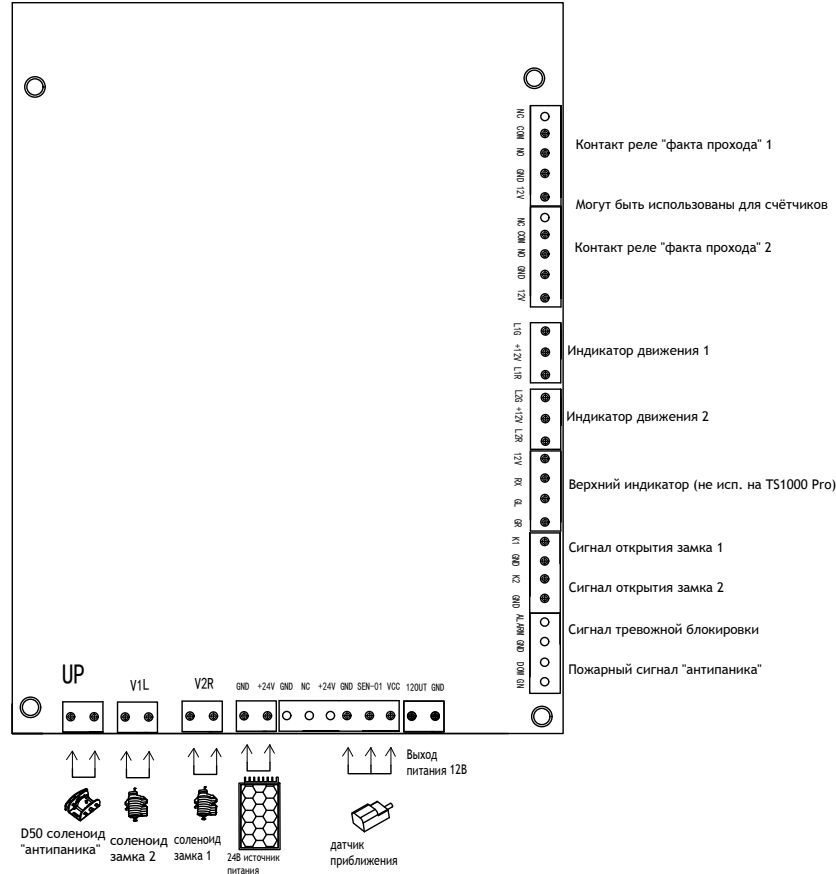 NC
COM
NO
GND
12V
Контакт реле "факта прохода" 1
Могут быть использованы для счётчиков
NC
COM
NO
GND
12V
Контакт реле "факта прохода" 2
L1G
+12V
L1R
Индикатор движения 1
L2G
+12V
L2R
Индикатор движения 2
12V
RX
GL
GR
Верхний индикатор (не исп. на TS1000 Pro)
K1
GND
K2
GND
Сигнал открытия замка 1
Сигнал открытия замка 2
ALARM
GND
DOW
GN
Сигнал тревожной блокировки
Пожарный сигнал "антипаника"
UP
V1L
V2R
GND +24V GND NC +24V GND SEN-01 VCC 12OUT GND
Выход
питания 12В
D50 соленоид
"антипаника"
соленоид
замка 2
соленоид
замка 1
24В источник
питания
датчик
приближения